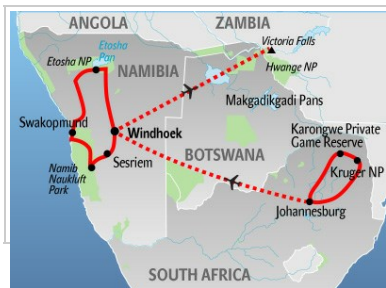 ANGOLA
ZAMBIA
Etosha
Pan
Etosha NP
Victoria Falls
NAMIBIA
Hwange NP
Makgadikgadi Pans
Swakopmund
Windhoek
Karongwe Private
Game Reserve
Sesriem
BOTSWANA
Kruger NP
Namib
Naukluft
Park
Johannesburg
SOUTH AFRICA